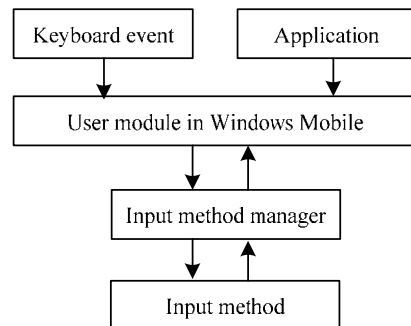 Keyboard event
Application
User module in Windows Mobile
Input method manager
Input method